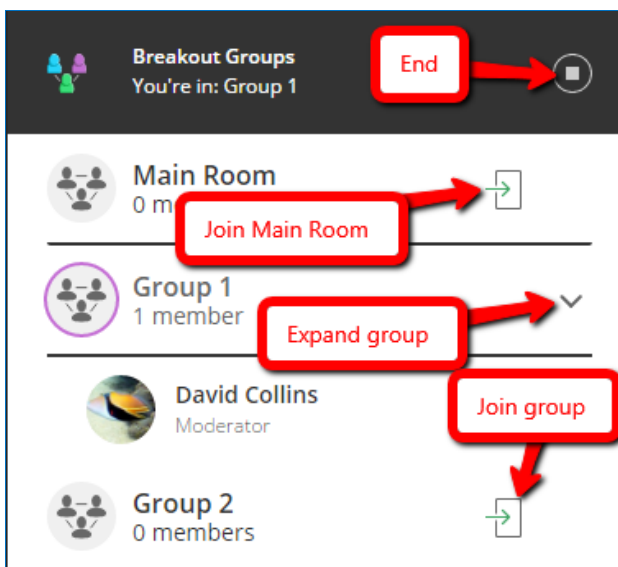 Breakout Groups
You're in: Group 1
End
Main Room
0 m
Join Main Room
Group 1
1 member
Expand group
David Collins
Moderator
Join group
Group 2
0 members